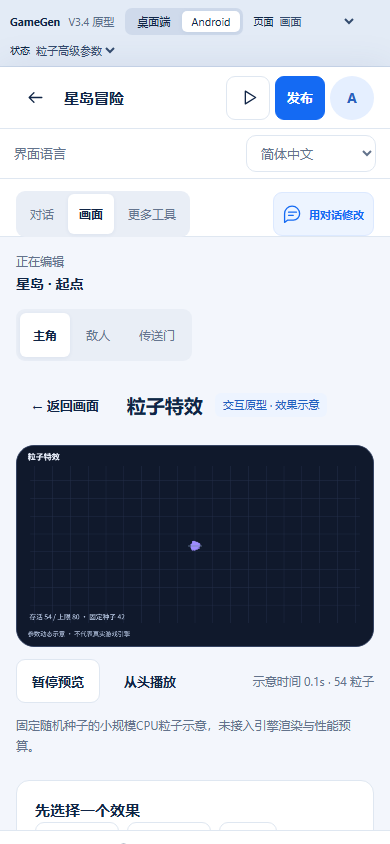 GameGen V3.4 原型 桌面端 Android 页面 画面
状态 粒子高级参数
← 星岛冒险 发布 A
界面语言 简体中文
对话 画面 更多工具 用对话修改
正在编辑
星岛 · 起点
主角 敌人 传送门
← 返回画面 粒子特效 交互原型 · 效果示意
粒子特效
存活 54 / 上限 80 · 固定种子 42
参数动态示意 · 不代表真实游戏引擎
暂停预览 从头播放 示意时间 0.1s · 54 粒子
固定随机种子的小规模CPU粒子示意，未接入引擎渲染与性能预
算。
先选择一个效果